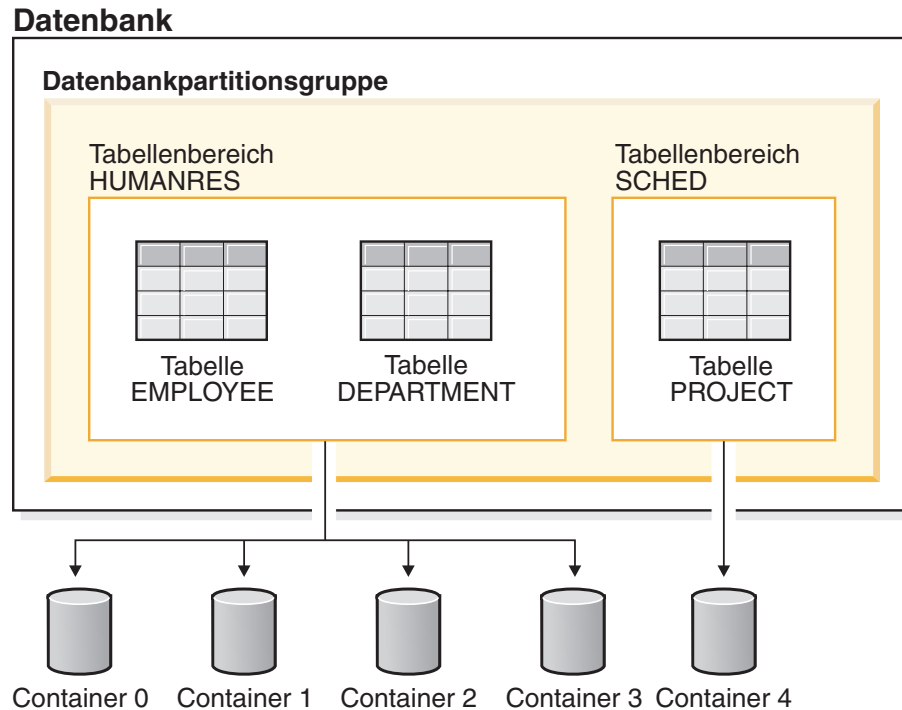 Datenbank
Datenbankpartitionsgruppe
Tabellenbereich
HUMANRES
Tabellenbereich
SCHED
Tabelle
EMPLOYEE
Tabelle
DEPARTMENT
Tabelle
PROJECT
Container 0
Container 1
Container 2
Container 3
Container 4